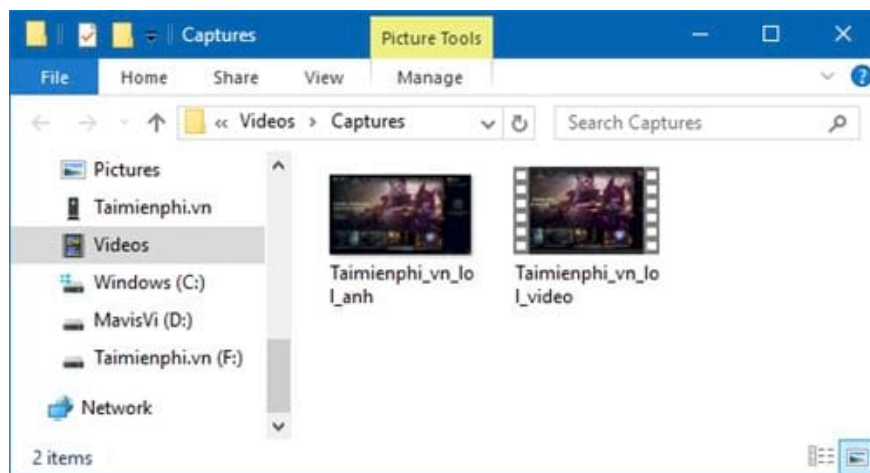 Captures
Picture Tools
File Home Share View Manage
« Videos > Captures
Search Captures
Pictures
Taimienphi.vn
Videos
Windows (C:)
MavisVi (D:)
Taimienphi.vn (F:)
Network
Taimienphi_vn_lo
l_anh
Taimienphi_vn_lo
l_video
2 items